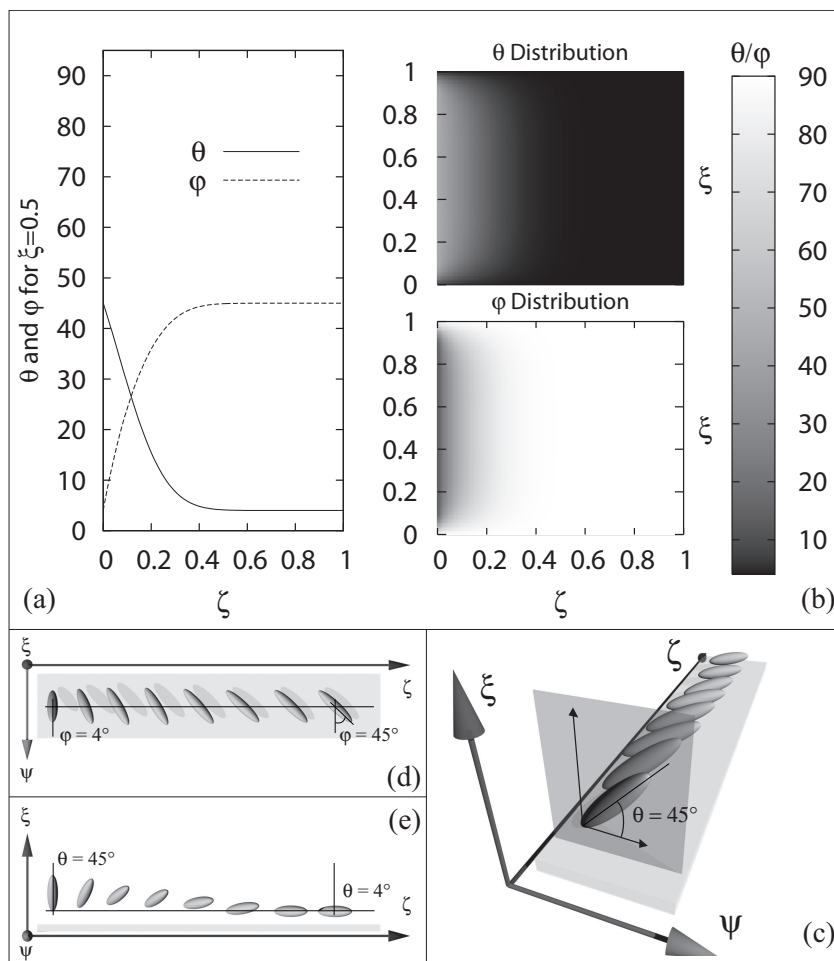 θ and φ for ξ=0.5
90
80
70
60
50
40
30
20
10
0
θ
φ
0 0.2 0.4 0.6 0.8 1
ζ
(a)
θ Distribution
1
0.8
0.6
0.4
0.2
0
ξ
φ Distribution
1
0.8
0.6
0.4
0.2
0
ξ
0 0.2 0.4 0.6 0.8 1
ζ
θ/φ
90
80
70
60
50
40
30
20
10
(b)
ξ
ζ
φ = 4°
φ = 45°
ψ
(d)
(e)
ξ
θ = 45°
θ = 4°
ζ
ψ
ζ
ξ
θ = 45°
ψ
(c)